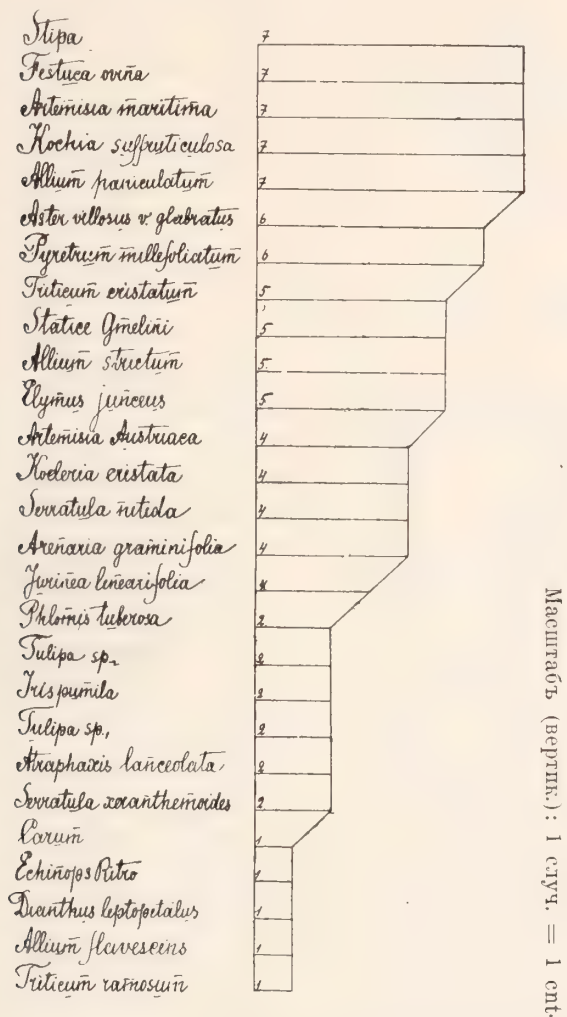 Stipa 7
Festuca ovina 7
Artemisia maritima 7
Kochia suffruticulosa 7
Allium paniculatum 7
Aster villosus v. glabratus 6
Pyretrum millefoliatum 6
Triticum cristatum 5
Statice Gmelini 5
Allium strictum 5
Elymus junceus 5
Artemisia Austriaca 4
Koeleria cristata 4
Serratula nitida 4
Arenaria graminifolia 4
Jurinea linearifolia
Phlomis tuberosa 2
Tulipa sp. 2
Iris pumila 2
Tulipa sp. 2
Atraphaxis lanceolata 2
Serratula xeranthemoides 2
Carum 1
Echinops Ritro 1
Dianthus leptopetalus 1
Allium flavescens 1
Triticum ramosum 1
Масштабъ (вертик.): 1 случ. = 1 cnt.